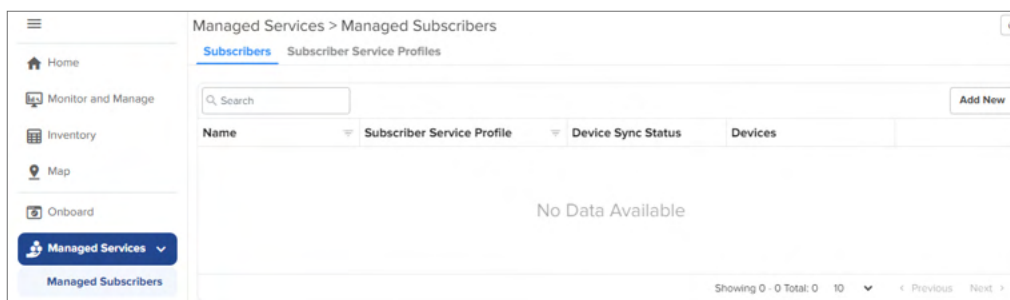 Managed Services > Managed Subscribers
Subscribers Subscriber Service Profiles
Home
Monitor and Manage
Inventory
Map
Onboard
Managed Services
Managed Subscribers
Search
Add New
Name Subscriber Service Profile Device Sync Status Devices
No Data Available
Showing 0 - 0 Total: 0 10 < Previous Next >